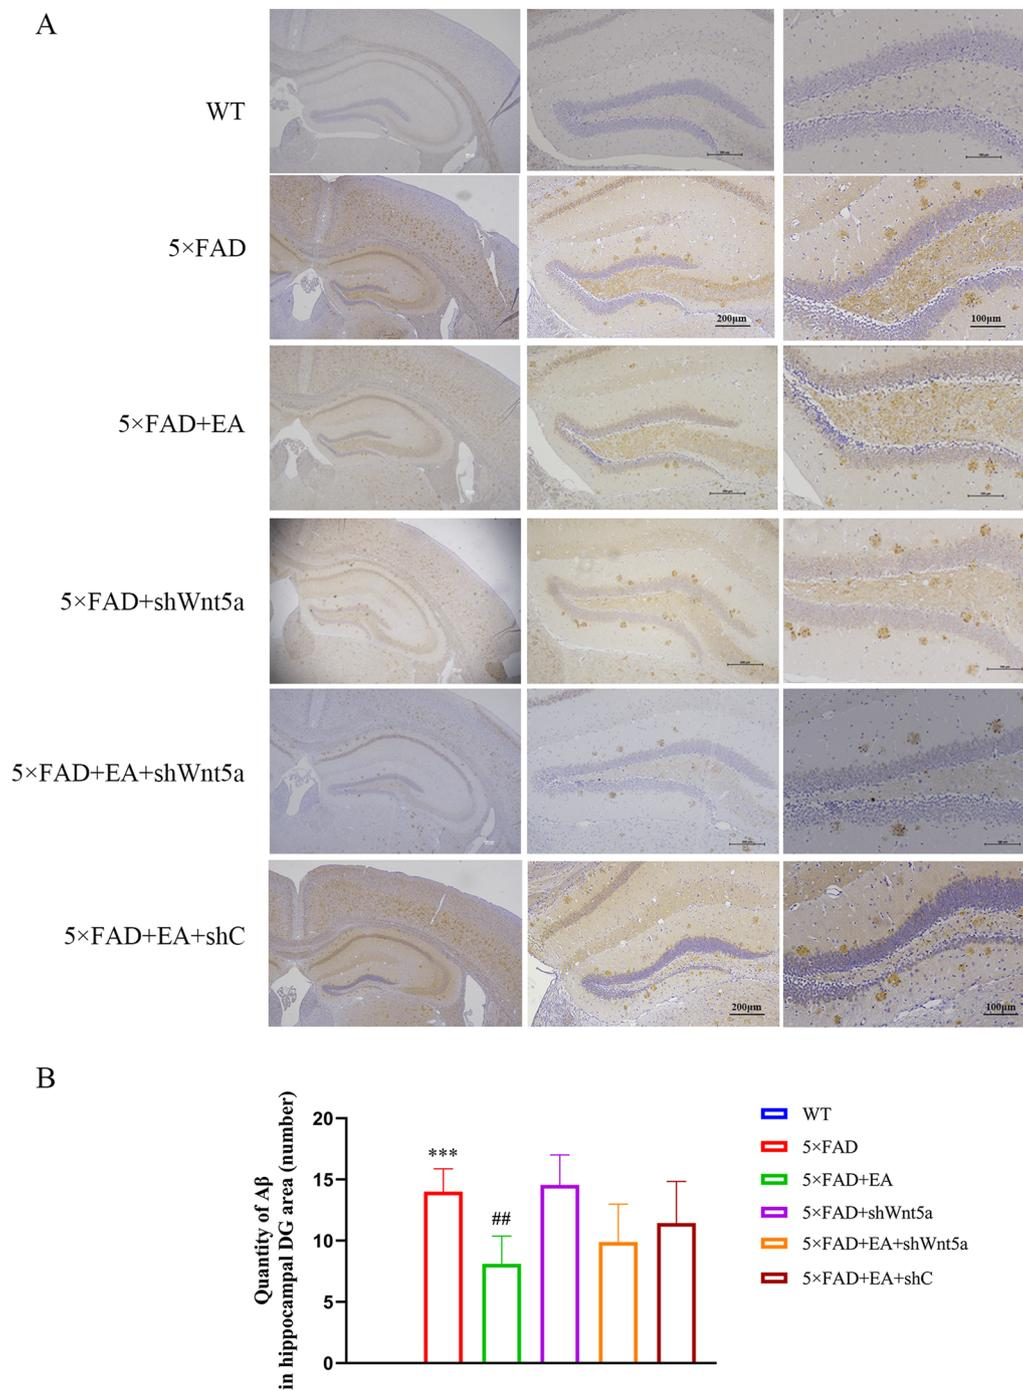 A
WT
5×FAD
200μm
100μm
5×FAD+EA
5×FAD+shWnt5a
5×FAD+EA+shWnt5a
5×FAD+EA+shC
200μm
100μm
B
Quantity of Aβ
in hippocampal DG area (number)
20
15
10
5
0
***
##
WT
5×FAD
5×FAD+EA
5×FAD+shWnt5a
5×FAD+EA+shWnt5a
5×FAD+EA+shC